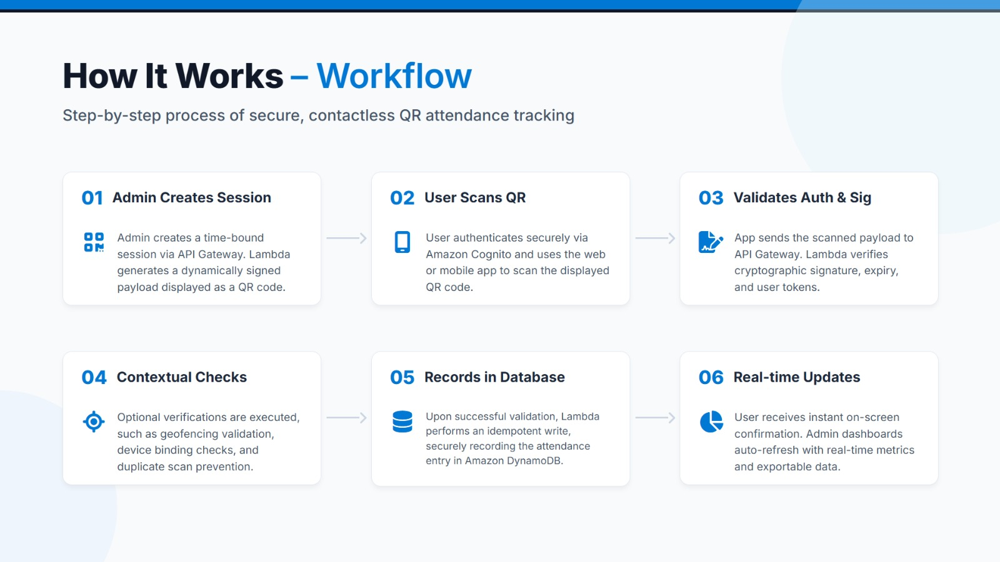 How It Works – Workflow
Step-by-step process of secure, contactless QR attendance tracking
01 Admin Creates Session
Admin creates a time-bound
session via API Gateway. Lambda
generates a dynamically signed
payload displayed as a QR code.
02 User Scans QR
User authenticates securely via
Amazon Cognito and uses the web
or mobile app to scan the displayed
QR code.
03 Validates Auth & Sig
App sends the scanned payload to
API Gateway. Lambda verifies
cryptographic signature, expiry,
and user tokens.
04 Contextual Checks
Optional verifications are executed,
such as geofencing validation,
device binding checks, and
duplicate scan prevention.
05 Records in Database
Upon successful validation, Lambda
performs an idempotent write,
securely recording the attendance
entry in Amazon DynamoDB.
06 Real-time Updates
User receives instant on-screen
confirmation. Admin dashboards
auto-refresh with real-time metrics
and exportable data.